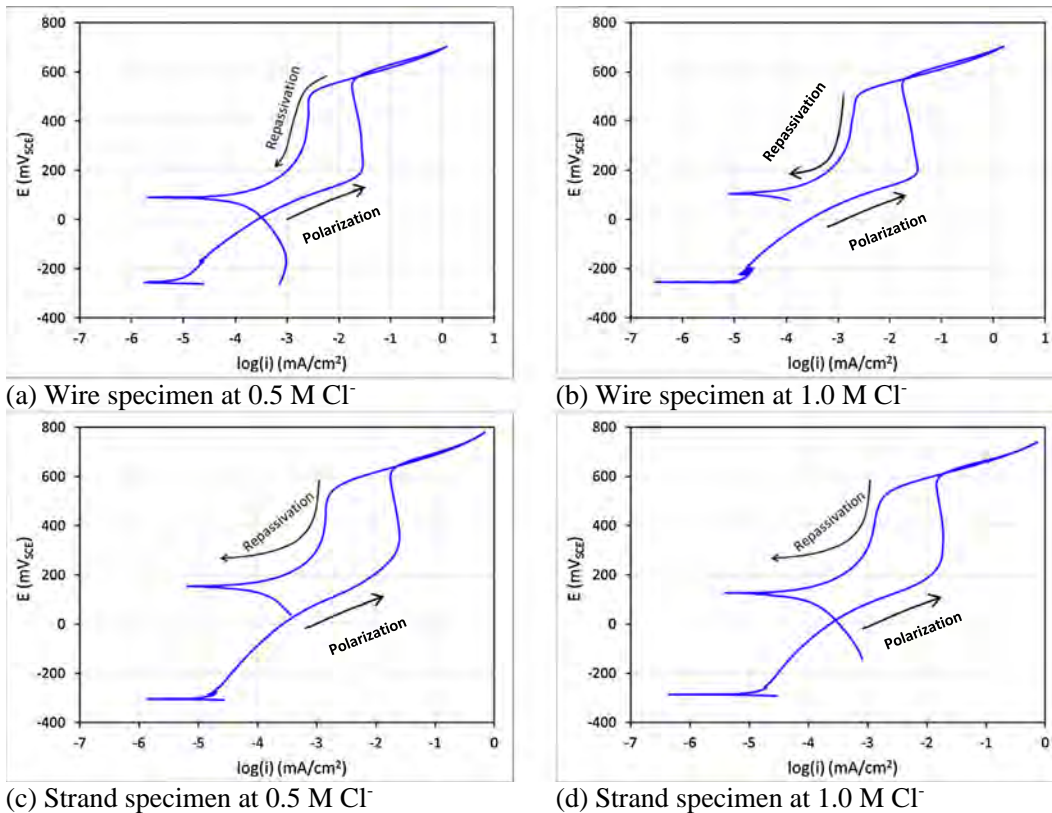 800
600
400
200
0
-200
-400
E (mV_SCE)
Repassivation
Polarization
-7 -6 -5 -4 -3 -2 -1 0 1
log(i) (mA/cm²)
(a) Wire specimen at 0.5 M Cl⁻
800
600
400
200
0
-200
-400
E (mV_SCE)
Repassivation
Polarization
-7 -6 -5 -4 -3 -2 -1 0 1
log(i) (mA/cm²)
(b) Wire specimen at 1.0 M Cl⁻
800
600
400
200
0
-200
-400
E (mV_SCE)
Repassivation
Polarization
-7 -6 -5 -4 -3 -2 -1 0
log(i) (mA/cm²)
(c) Strand specimen at 0.5 M Cl⁻
800
600
400
200
0
-200
-400
E (mV_SCE)
Repassivation
Polarization
-7 -6 -5 -4 -3 -2 -1 0
log(i) (mA/cm²)
(d) Strand specimen at 1.0 M Cl⁻